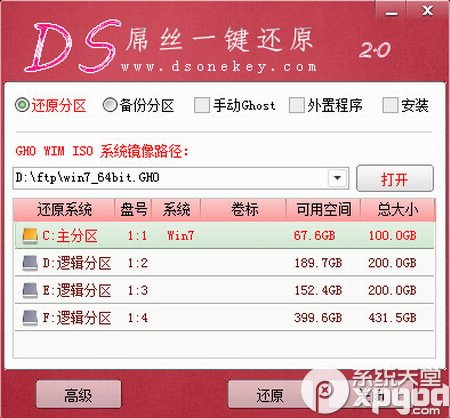 DS 屌丝一键还原 2.0
www.dsonekey.com
还原分区 备份分区 手动Ghost 外置程序 安装
GHO WIM ISO 系统镜像路径:
D:\ftp\win7_64bit.GHO 打开
还原系统 盘号 系统 卷标 可用空间 总大小
C:主分区 1:1 Win7 67.6GB 100.0GB
D:逻辑分区 1:2 189.7GB 200.0GB
E:逻辑分区 1:3 152.4GB 200.0GB
F:逻辑分区 1:4 399.6GB 431.5GB
系统天堂
高级 还原